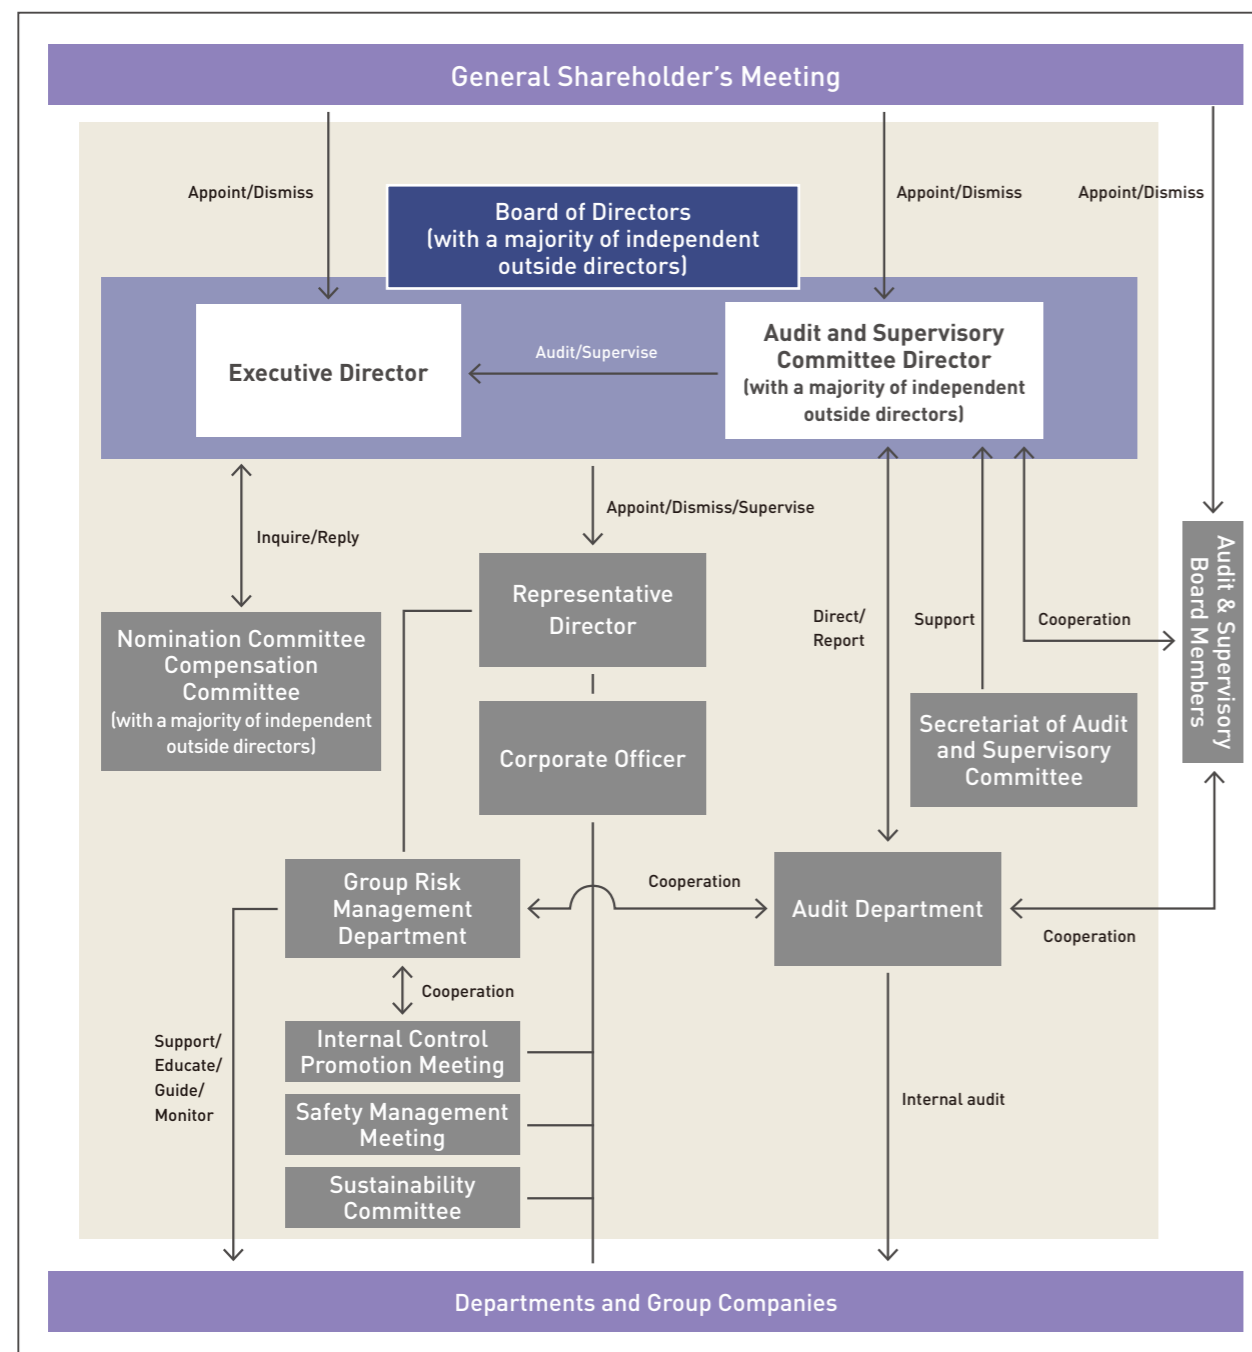 General Shareholder’s Meeting
Appoint/Dismiss
Appoint/Dismiss
Appoint/Dismiss
Board of Directors
(with a majority of independent
outside directors)
Executive Director
Audit/Supervise
Audit and Supervisory
Committee Director
(with a majority of independent
outside directors)
Inquire/Reply
Appoint/Dismiss/Supervise
Nomination Committee
Compensation
Committee
(with a majority of independent
outside directors)
Representative
Director
Corporate Officer
Direct/
Report
Support
Cooperation
Audit & Supervisory
Board Members
Secretariat of Audit
and Supervisory
Committee
Group Risk
Management
Department
Cooperation
Audit Department
Cooperation
Cooperation
Internal Control
Promotion Meeting
Safety Management
Meeting
Sustainability
Committee
Support/
Educate/
Guide/
Monitor
Internal audit
Departments and Group Companies